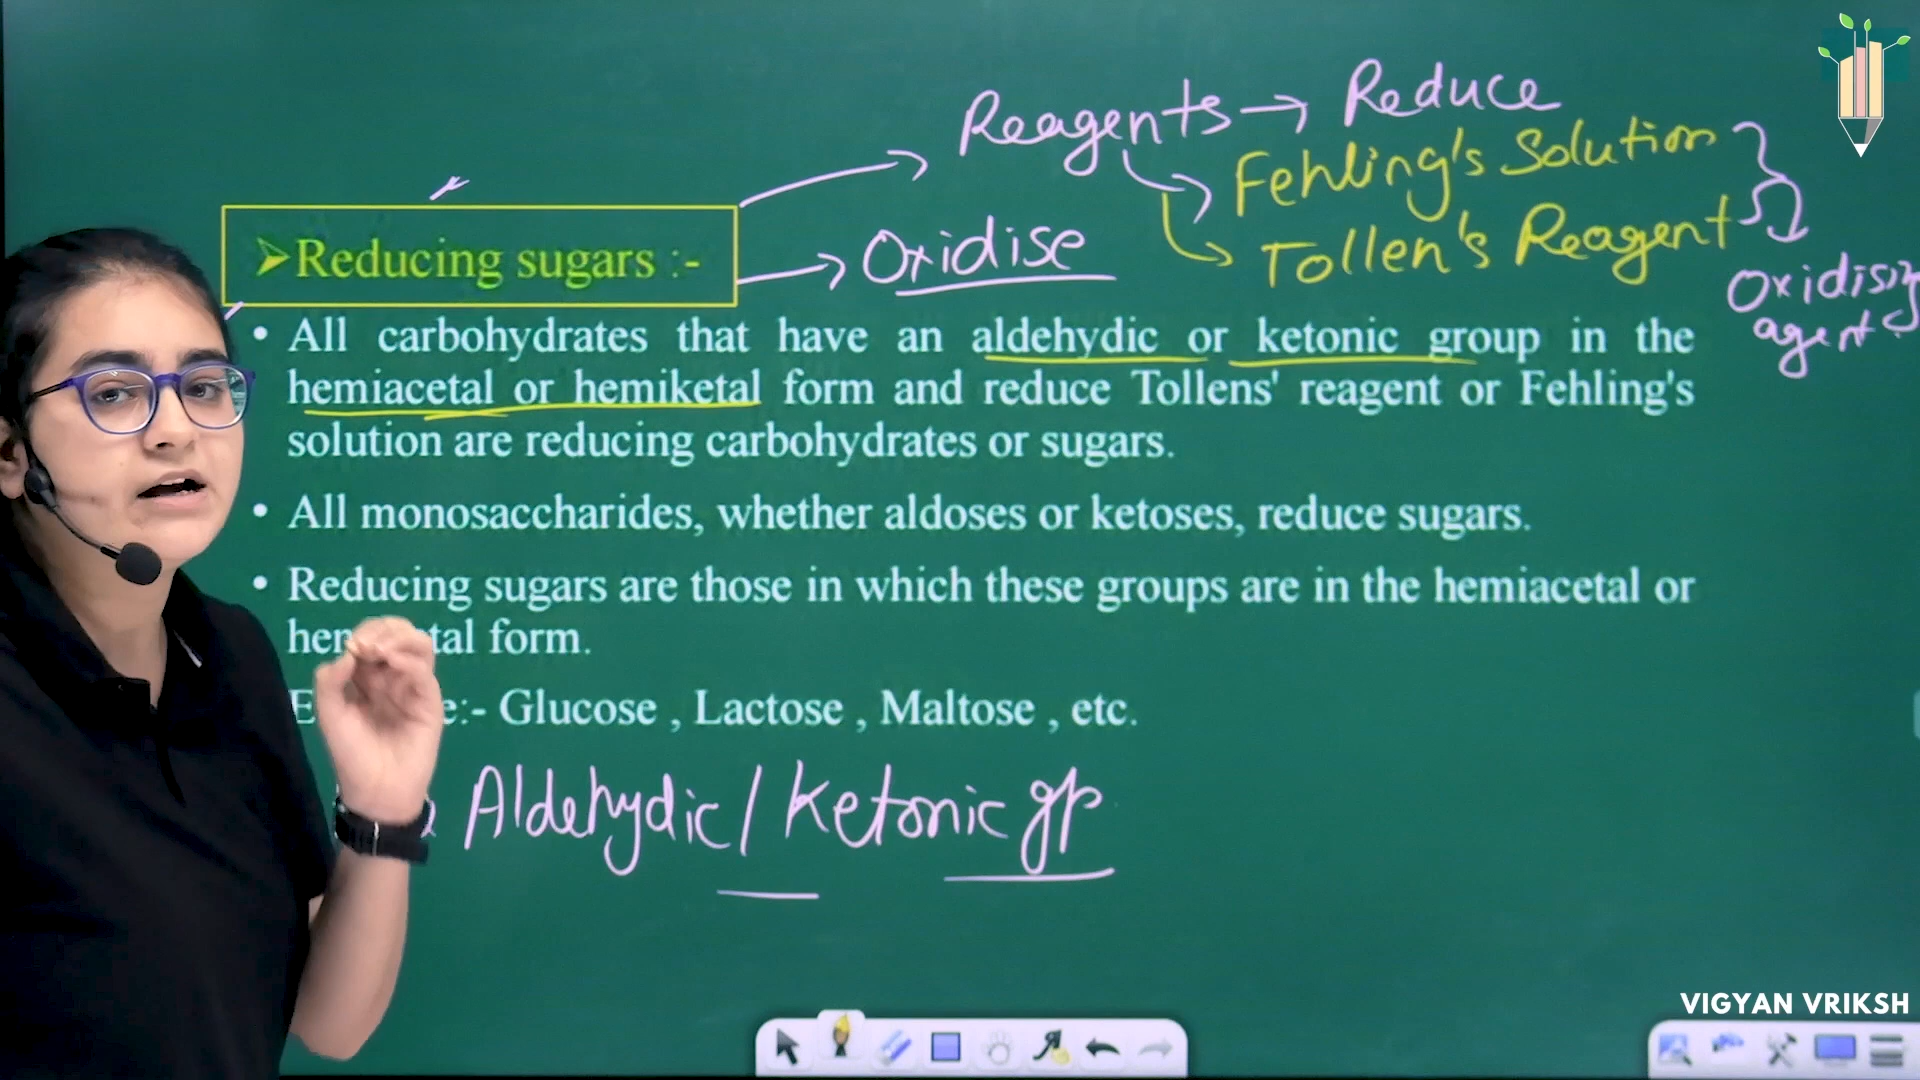 Reagents → Reduce
Fehling's Solution
Tollen's Reagent
Oxidising agent
Oxidise
➢Reducing sugars :-
• All carbohydrates that have an aldehydic or ketonic group in the
hemiacetal or hemiketal form and reduce Tollens' reagent or Fehling's
solution are reducing carbohydrates or sugars.
• All monosaccharides, whether aldoses or ketoses, reduce sugars.
• Reducing sugars are those in which these groups are in the hemiacetal or
form.
:- Glucose , Lactose , Maltose , etc.
Aldehydic / Ketonic gp
VIGYAN VRIKSH